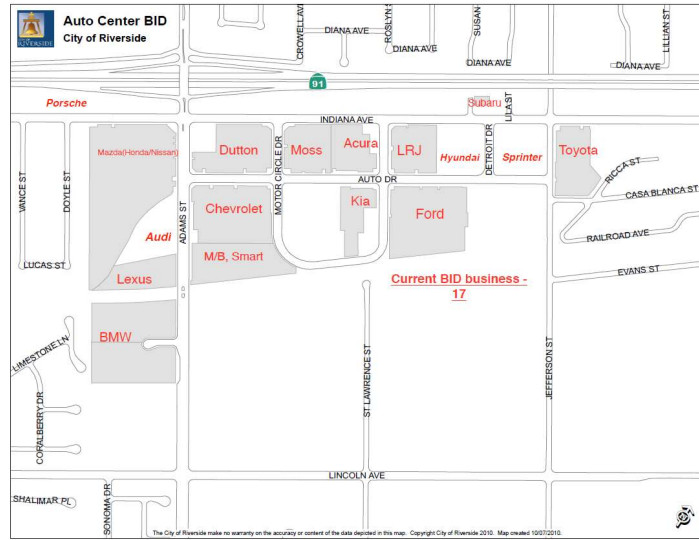 Auto Center BID
City of Riverside
RIVERSIDE
CROWELL AV
DIANA AVE
ROSLYN S
DIANA AVE
SUSAN
DIANA AVE
LILLIAN ST
DIANA AVE
91
Porsche
Subaru
LILA ST
INDIANA AVE
Mazda(Honda/Nissan)
Dutton
MOTOR CIRCLE DR
Moss
Acura
LRJ
Hyundai
DETROIT DR
Sprinter
Toyota
RICCA ST
AUTO DR
VANCE ST
DOYLE ST
ADAMS ST
Chevrolet
Kia
Ford
CASA BLANCA ST
Audi
RAILROAD AVE
LUCAS ST
Lexus
M/B, Smart
EVANS ST
Current BID business -
17
BMW
LIMESTONE LN
ST LAWRENCE ST
JEFFERSON ST
CORALBERRY DR
LINCOLN AVE
SHALIMAR PL
SONOMA DR
The City of Riverside make no warranty on the accuracy or content of the data depicted in this map. Copyright City of Riverside 2010. Map created 10/07/2010.